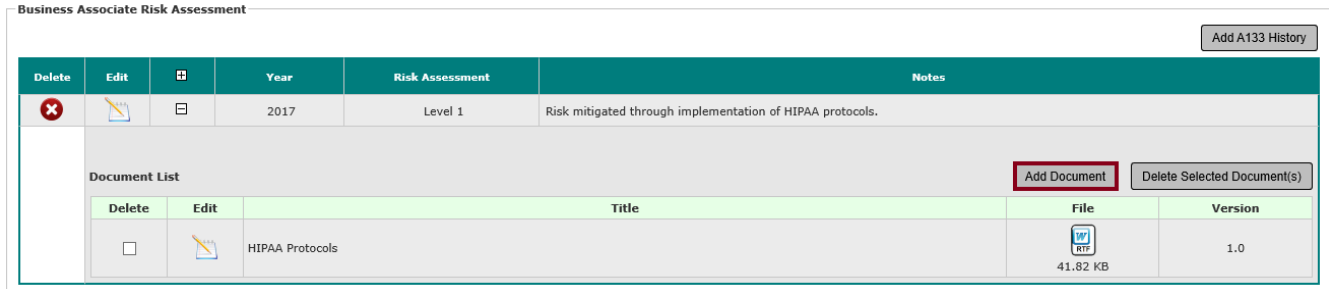 Business Associate Risk Assessment
Add A133 History
Delete Edit Year Risk Assessment Notes
2017 Level 1 Risk mitigated through implementation of HIPAA protocols.
Document List Add Document Delete Selected Document(s)
Delete Edit Title File Version
HIPAA Protocols W RTF 1.0
41.82 KB